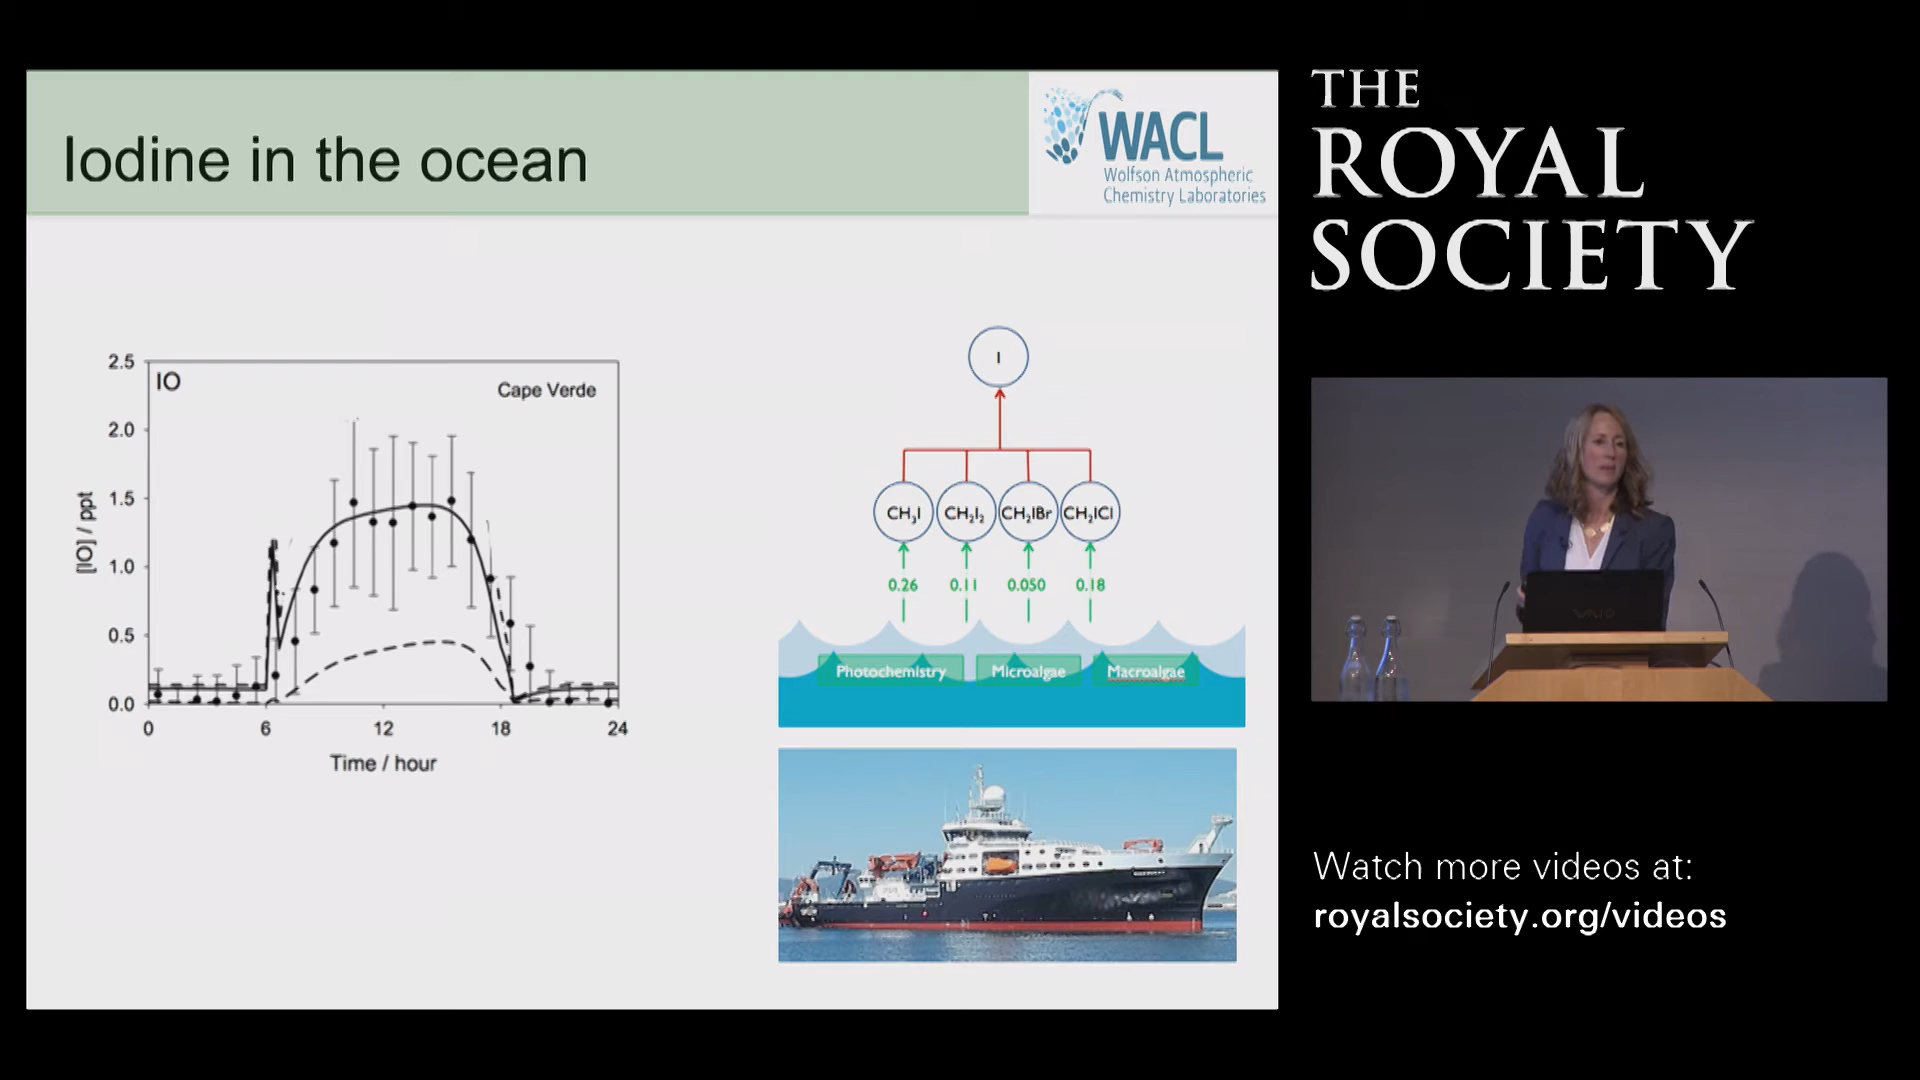 Iodine in the ocean
WACL
Wolfson Atmospheric
Chemistry Laboratories
THE
ROYAL
SOCIETY
IO
Cape Verde
2.5
2.0
1.5
1.0
0.5
0.0
[IO] / ppt
0 6 12 18 24
Time / hour
I
CH₃I CH₂I₂ CH₂IBr CH₂ICl
0.26 0.11 0.050 0.18
Photochemistry Microalgae Macroalgae
VAIO
Watch more videos at:
royalsociety.org/videos